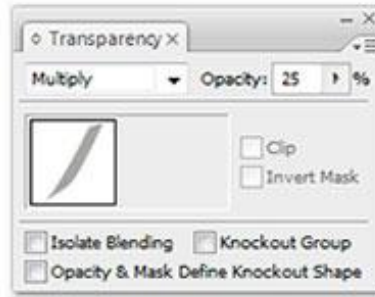 Transparency
Multiply Opacity: 25 %
Clip
Invert Mask
Isolate Blending Knockout Group
Opacity & Mask Define Knockout Shape